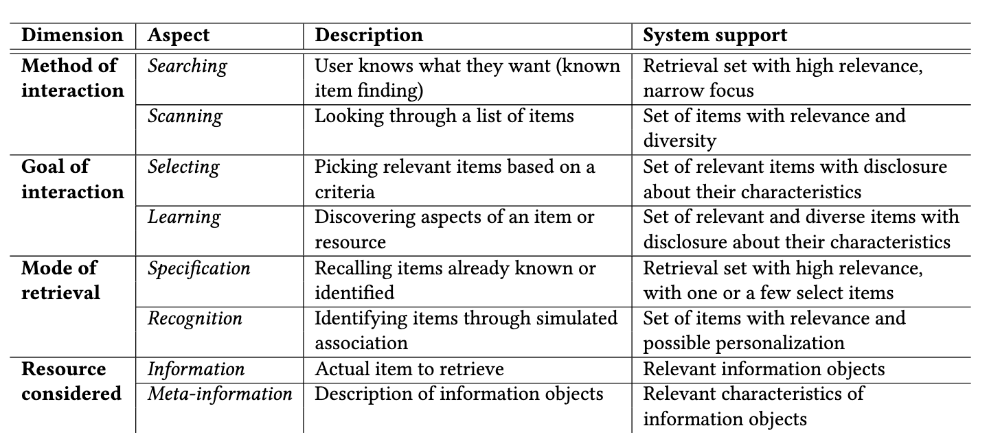 Dimension Aspect Description System support
Method of Searching User knows what they want (known Retrieval set with high relevance,
interaction item finding) narrow focus
Scanning Looking through a list of items Set of items with relevance and
diversity
Goal of Selecting Picking relevant items based on a Set of relevant items with disclosure
interaction criteria about their characteristics
Learning Discovering aspects of an item or Set of relevant and diverse items with
resource disclosure about their characteristics
Mode of Specification Recalling items already known or Retrieval set with high relevance,
retrieval identified with one or a few select items
Recognition Identifying items through simulated Set of items with relevance and
association possible personalization
Resource Information Actual item to retrieve Relevant information objects
considered Meta-information Description of information objects Relevant characteristics of
information objects